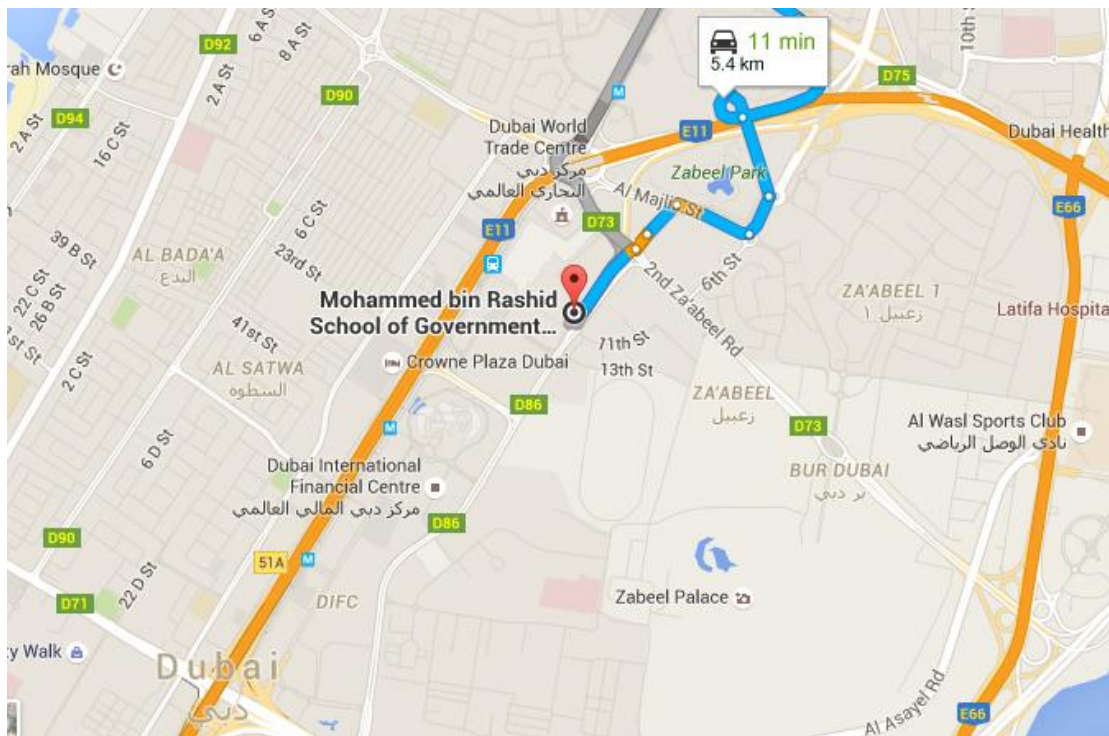 D92
6 A St
8 A St
11 min
5.4 km
10th St
rah Mosque
2 A St
D90
D75
D94
2 A St
16 C St
E11
Dubai World
Trade Centre
مركز دبي
التجاري العالمي
Dubai Health
Zabeel Park
Al Majlis St
D73
E66
6 C St
E11
39 B St
AL BADA'A
البدع
23rd St
22 C St
26 B St
2nd Za'abeel Rd
6th St
ZA'ABEEL 1
زعبيل ١
Mohammed bin Rashid
School of Government...
Latifa Hospita
41st St
11th St
13th St
2 C St
AL SATWA
السطوه
Crowne Plaza Dubai
ZA'ABEEL
زعبيل
D86
D73
Al Wasl Sports Club
نادي الوصل الرياضي
6 D St
Dubai International
Financial Centre
مركز دبي المالي العالمي
BUR DUBAI
بر دبي
D86
D90
51A
22 D St
DIFC
D71
Zabeel Palace
y Walk
Dubai
دبي
Al Asayel Rd
E66